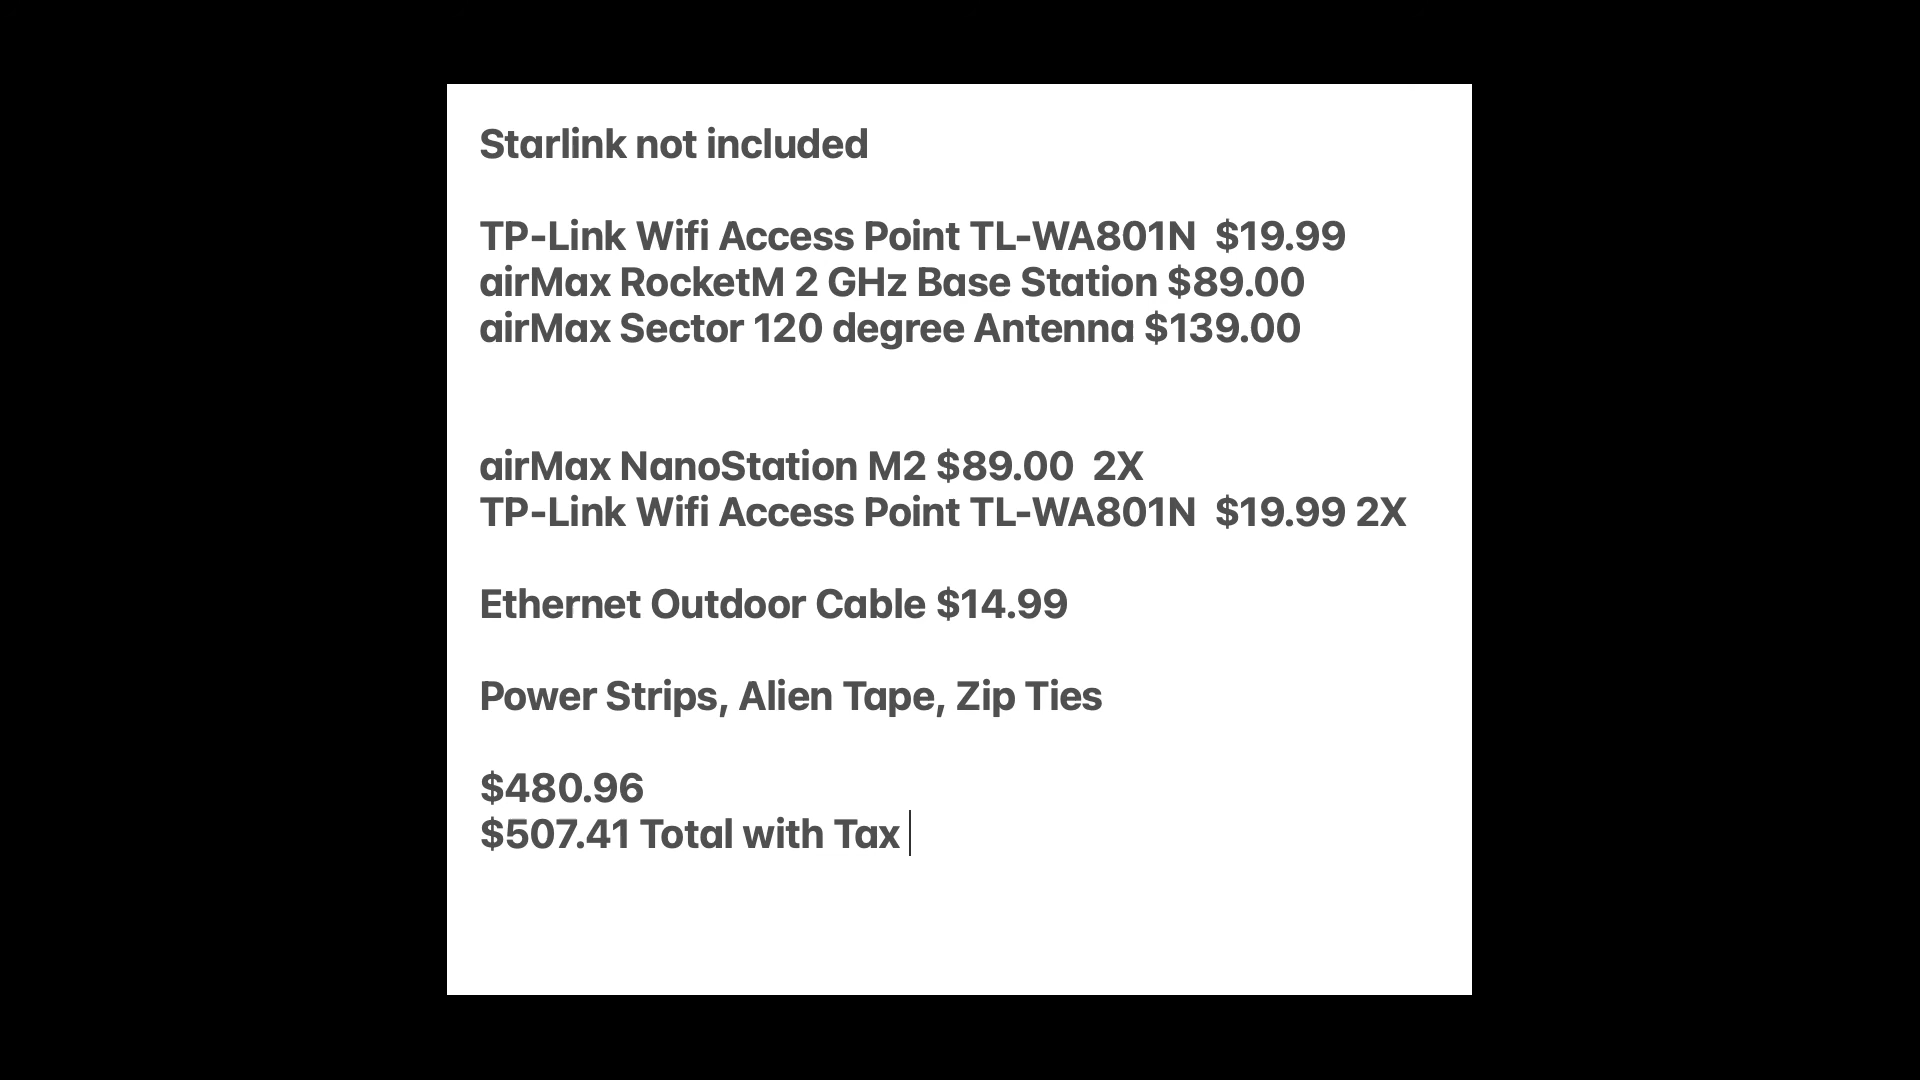 Starlink not included
TP-Link Wifi Access Point TL-WA801N  $19.99
airMax RocketM 2 GHz Base Station $89.00
airMax Sector 120 degree Antenna $139.00
airMax NanoStation M2 $89.00  2X
TP-Link Wifi Access Point TL-WA801N  $19.99 2X
Ethernet Outdoor Cable $14.99
Power Strips, Alien Tape, Zip Ties
$480.96
$507.41 Total with Tax